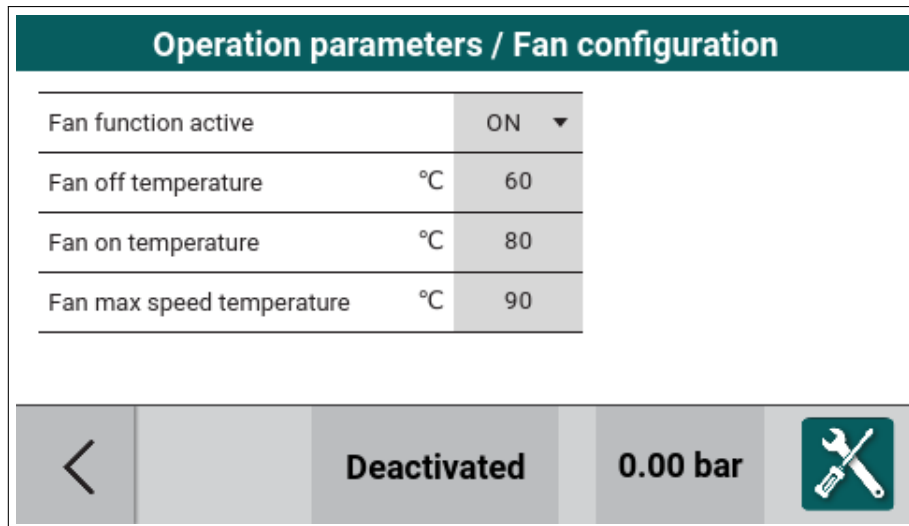 Operation parameters / Fan configuration
Fan function active ON
Fan off temperature °C 60
Fan on temperature °C 80
Fan max speed temperature °C 90
Deactivated 0.00 bar